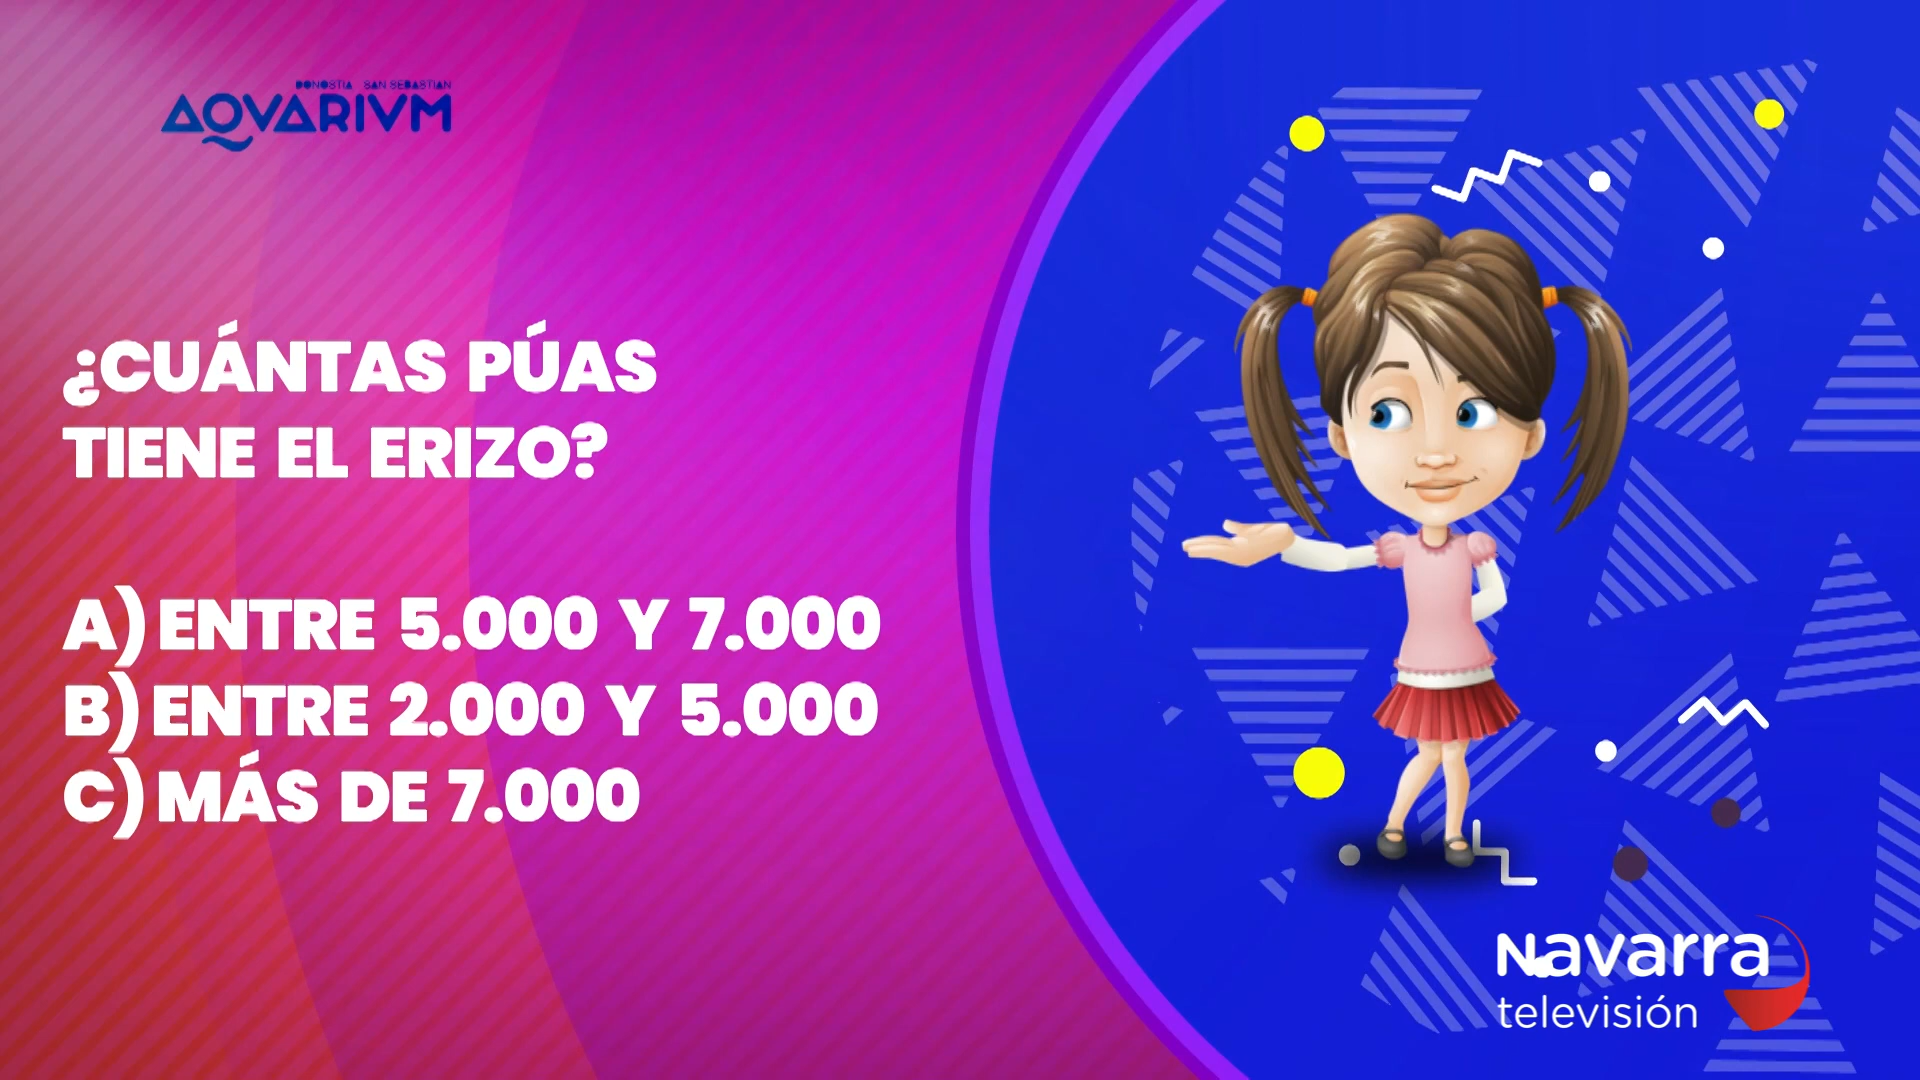 DONOSTIA SAN SEBASTIAN
AQVARIVM
¿CUÁNTAS PÚAS
TIENE EL ERIZO?
A) ENTRE 5.000 Y 7.000
B) ENTRE 2.000 Y 5.000
C) MÁS DE 7.000
Navarra
televisión